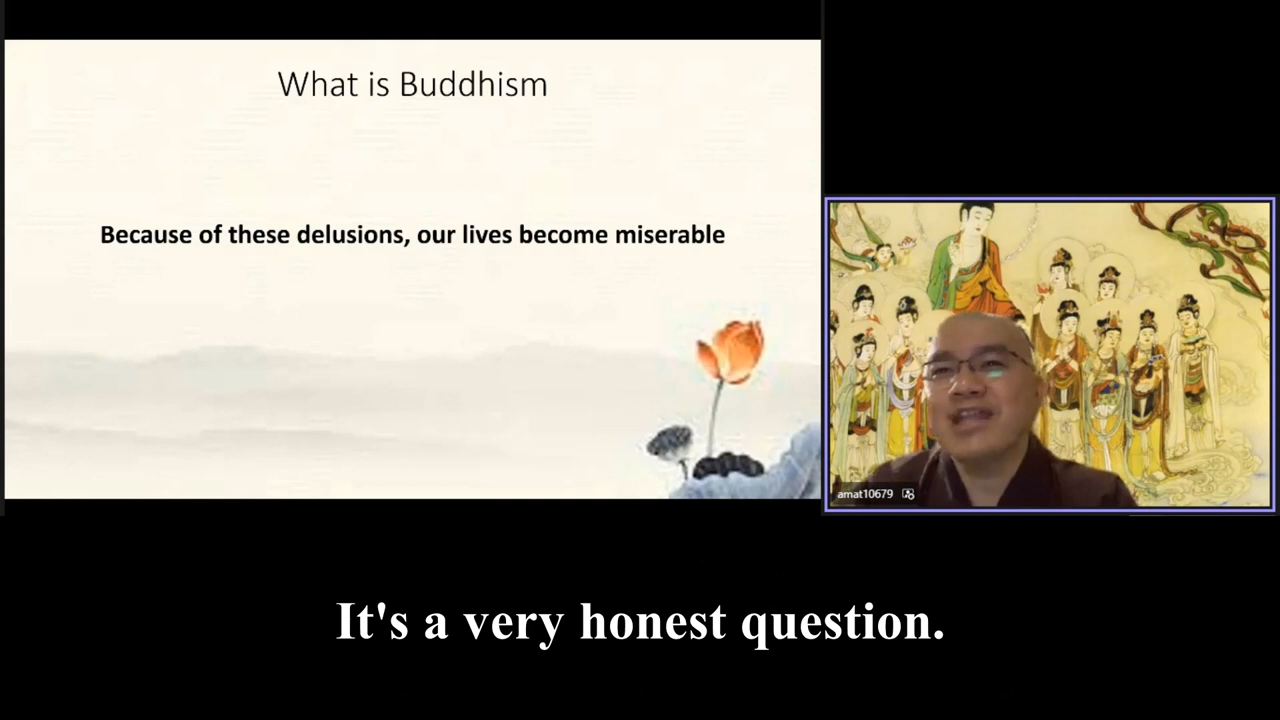 What is Buddhism
Because of these delusions, our lives become miserable
amat10679
It's a very honest question.